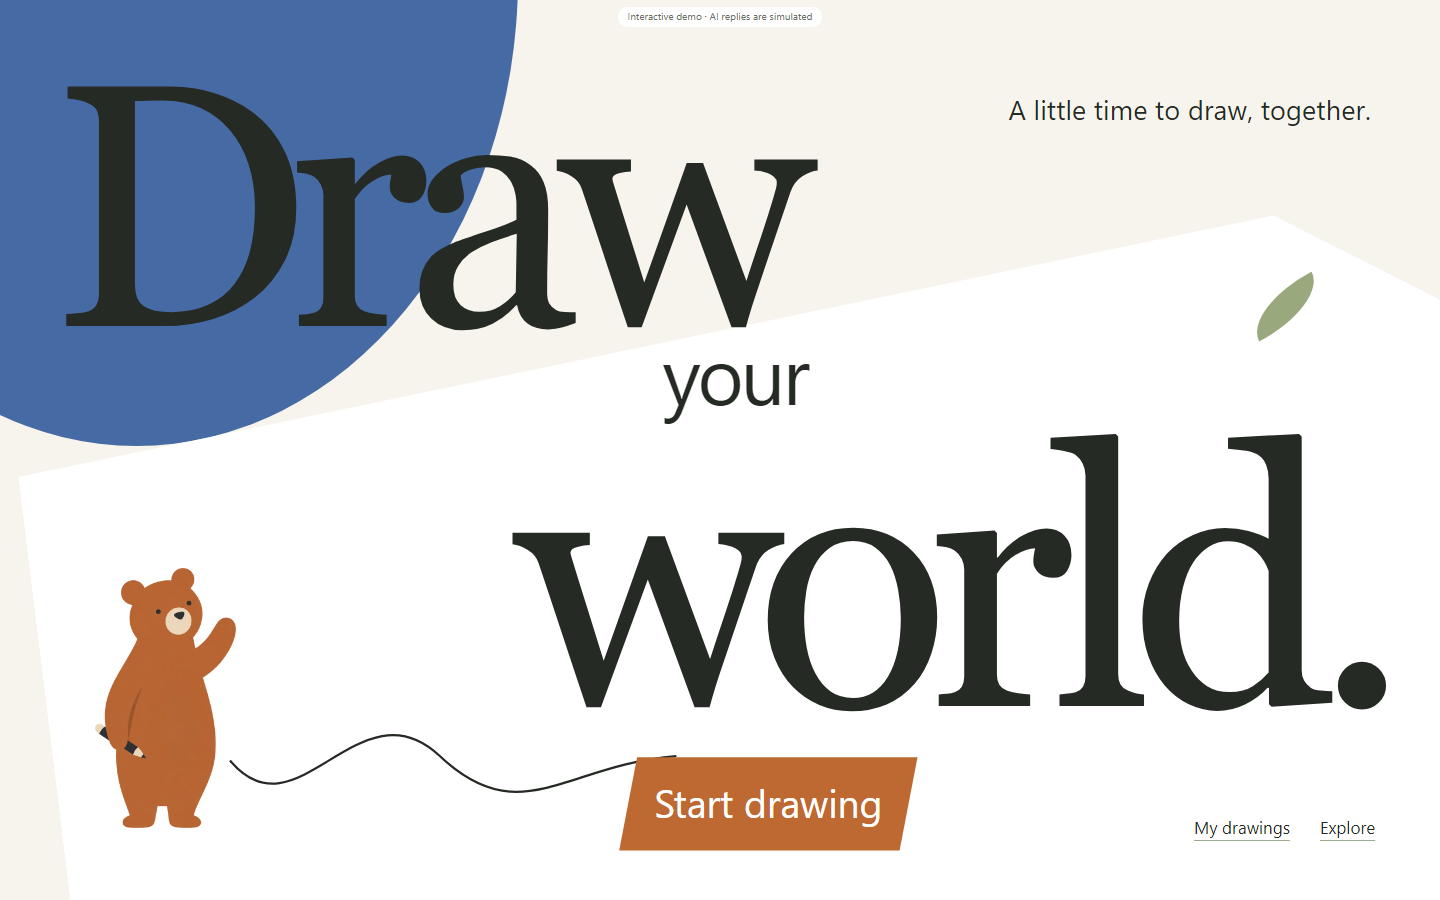 Interactive demo · AI replies are simulated
A little time to draw, together.
Draw
your
world.
Start drawing
My drawings
Explore